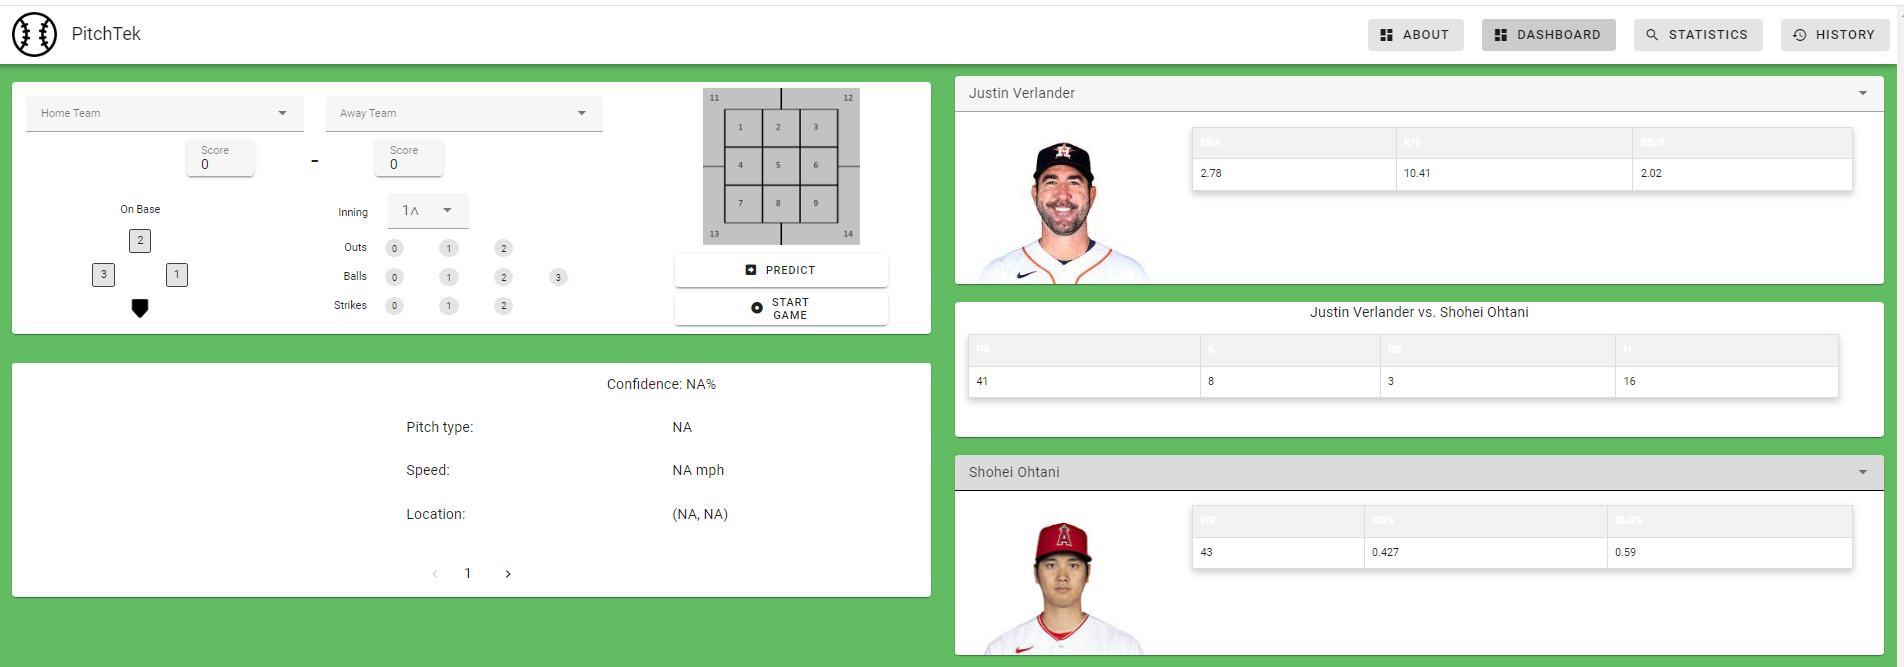 PitchTek
ABOUT
DASHBOARD
STATISTICS
HISTORY
Home Team
Away Team
Score
0
-
Score
0
On Base
2
3
1
Inning
1^
Outs 0 1 2
Balls 0 1 2 3
Strikes 0 1 2
11 12
1 2 3
4 5 6
7 8 9
13 14
PREDICT
START
GAME
Confidence: NA%
Pitch type: NA
Speed: NA mph
Location: (NA, NA)
1
Justin Verlander
ERA K/9 BB/9
2.78 10.41 2.02
Justin Verlander vs. Shohei Ohtani
PA K BB H
41 8 3 16
Shohei Ohtani
HR OB% SLG%
43 0.427 0.59